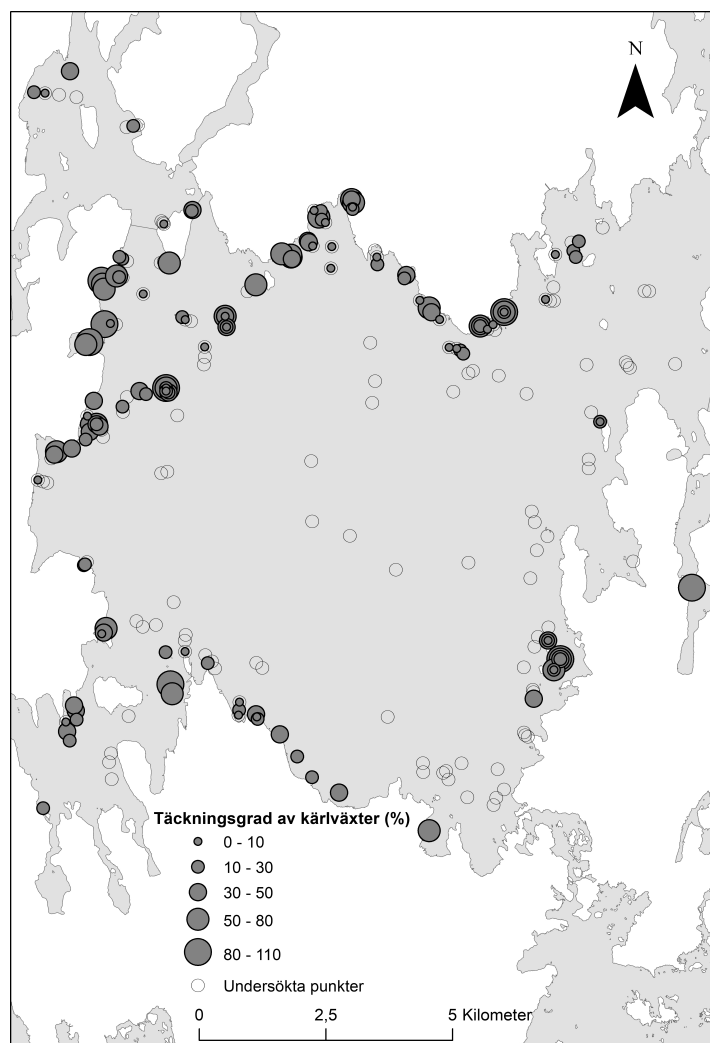 N
Täckningsgrad av kärlväxter (%)
0 - 10
10 - 30
30 - 50
50 - 80
80 - 110
Undersökta punkter
0 2,5 5 Kilometer